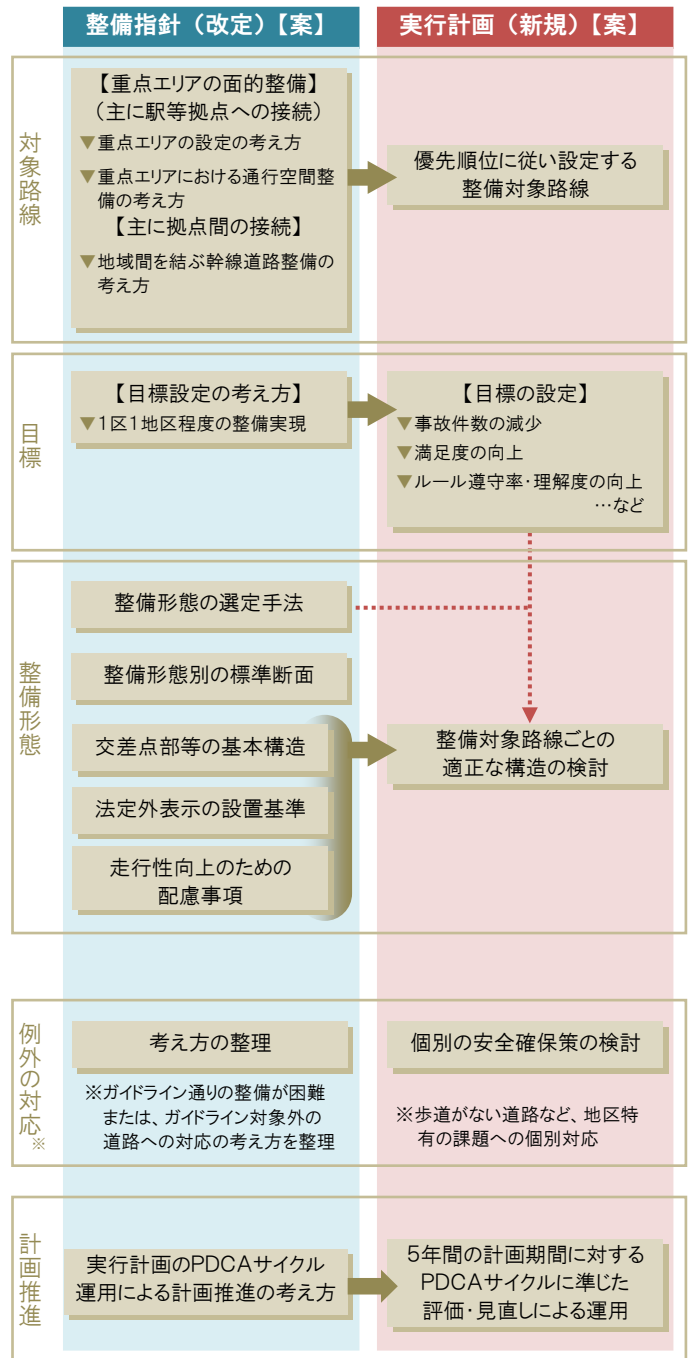 整備指針（改定）【案】
実行計画（新規）【案】
対象路線
【重点エリアの面的整備】
（主に駅等拠点への接続）
▼重点エリアの設定の考え方
▼重点エリアにおける通行空間整
備の考え方
【主に拠点間の接続】
▼地域間を結ぶ幹線道路整備の
考え方
優先順位に従い設定する
整備対象路線
目標
【目標設定の考え方】
▼1区1地区程度の整備実現
【目標の設定】
▼事故件数の減少
▼満足度の向上
▼ルール遵守率・理解度の向上
…など
整備形態
整備形態の選定手法
整備形態別の標準断面
交差点部等の基本構造
法定外表示の設置基準
走行性向上のための
配慮事項
整備対象路線ごとの
適正な構造の検討
例外の対応※
考え方の整理
※ガイドライン通りの整備が困難
または、ガイドライン対象外の
道路への対応の考え方を整理
個別の安全確保策の検討
※歩道がない道路など、地区特
有の課題への個別対応
計画推進
実行計画のPDCAサイクル
運用による計画推進の考え方
5年間の計画期間に対する
PDCAサイクルに準じた
評価・見直しによる運用